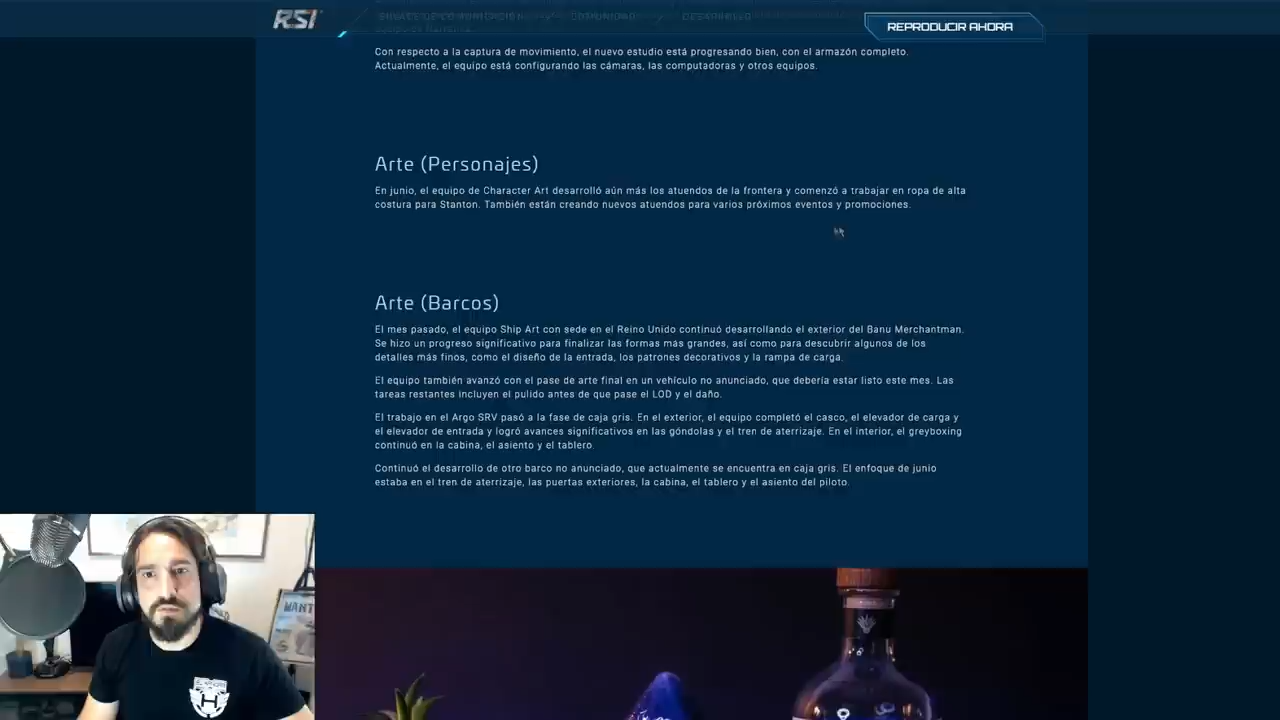 RSI
ENLACE DE COMUNICACIÓN COMUNIDAD DESARROLLO
REPRODUCIR AHORA
Con respecto a la captura de movimiento, el nuevo estudio está progresando bien, con el armazón completo.
Actualmente, el equipo está configurando las cámaras, las computadoras y otros equipos.
Arte (Personajes)
En junio, el equipo de Character Art desarrolló aún más los atuendos de la frontera y comenzó a trabajar en ropa de alta
costura para Stanton. También están creando nuevos atuendos para varios próximos eventos y promociones.
Arte (Barcos)
El mes pasado, el equipo Ship Art con sede en el Reino Unido continuó desarrollando el exterior del Banu Merchantman.
Se hizo un progreso significativo para finalizar las formas más grandes, así como para descubrir algunos de los
detalles más finos, como el diseño de la entrada, los patrones decorativos y la rampa de carga.
El equipo también avanzó con el pase de arte final en un vehículo no anunciado, que debería estar listo este mes. Las
tareas restantes incluyen el pulido antes de que pase el LOD y el daño.
El trabajo en el Argo SRV pasó a la fase de caja gris. En el exterior, el equipo completó el casco, el elevador de carga y
el elevador de entrada y logró avances significativos en las góndolas y el tren de aterrizaje. En el interior, el greyboxing
continuó en la cabina, el asiento y el tablero.
Continuó el desarrollo de otro barco no anunciado, que actualmente se encuentra en caja gris. El enfoque de junio
estaba en el tren de aterrizaje, las puertas exteriores, la cabina, el tablero y el asiento del piloto.
WANT